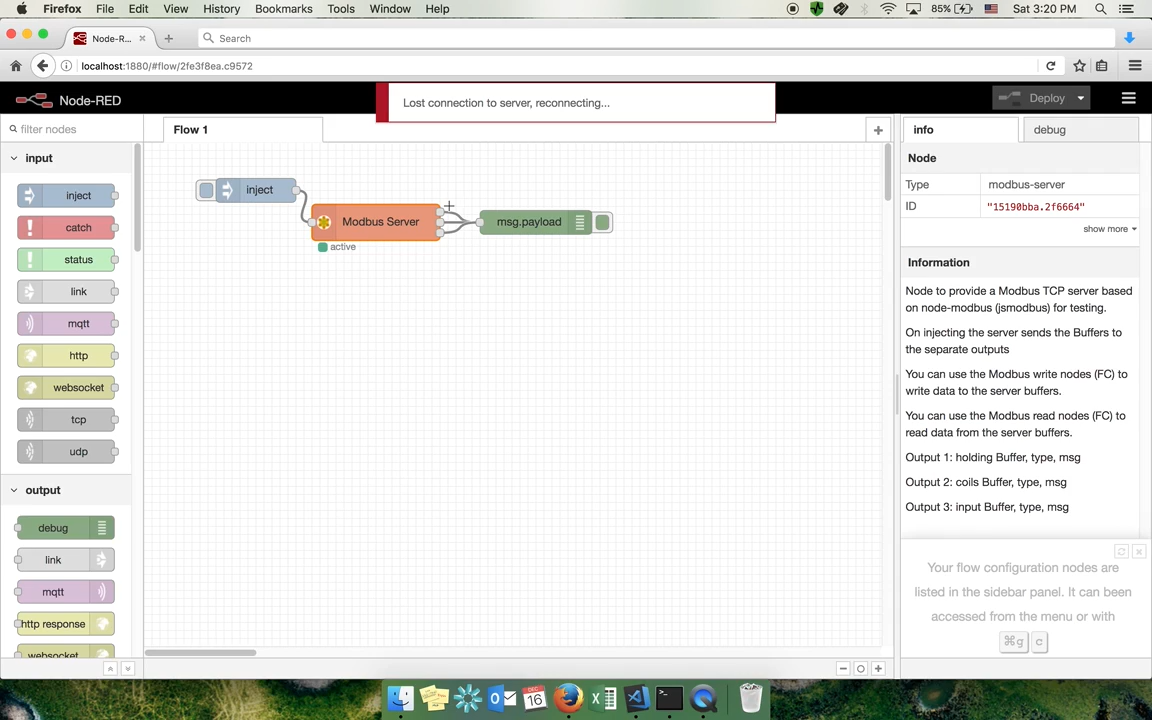 Firefox File Edit View History Bookmarks Tools Window Help
85%
Sat 3:20 PM
Node-R...
Search
localhost:1880/#flow/2fe3f8ea.c9572
Node-RED
Lost connection to server, reconnecting...
Deploy
filter nodes
Flow 1
info
debug
input
inject
catch
status
link
mqtt
http
websocket
tcp
udp
output
debug
link
mqtt
http response
websocket
inject
Modbus Server
active
msg.payload
Node
Type modbus-server
ID "15190bba.2f6664"
show more
Information
Node to provide a Modbus TCP server based
on node-modbus (jsmodbus) for testing.
On injecting the server sends the Buffers to
the separate outputs
You can use the Modbus write nodes (FC) to
write data to the server buffers.
You can use the Modbus read nodes (FC) to
read data from the server buffers.
Output 1: holding Buffer, type, msg
Output 2: coils Buffer, type, msg
Output 3: input Buffer, type, msg
Your flow configuration nodes are
listed in the sidebar panel. It can been
accessed from the menu or with
⌘g c
DEC
16